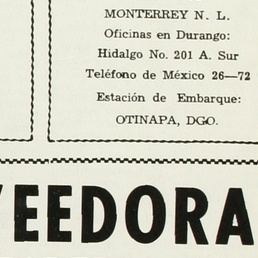 MONTERREY N. L.
Oficinas en Durango:
Hidalgo No. 201 A. Sur
Teléfono de México 26—72
Estación de Embarque:
OTINAPA, DGO.
VEEDORA